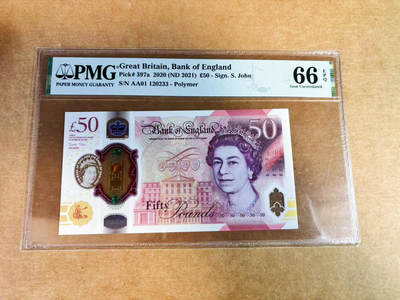 PMG
PAPER MONEY GUARANTY
Great Britain, Bank of England
Pick# 397a 2020 (ND 2021) £50 - Sign. S. John
S/N AA01 120233 - Polymer
66 EPQ
Gem Uncirculated
£50
Bank of England
50
Fifty
Pounds